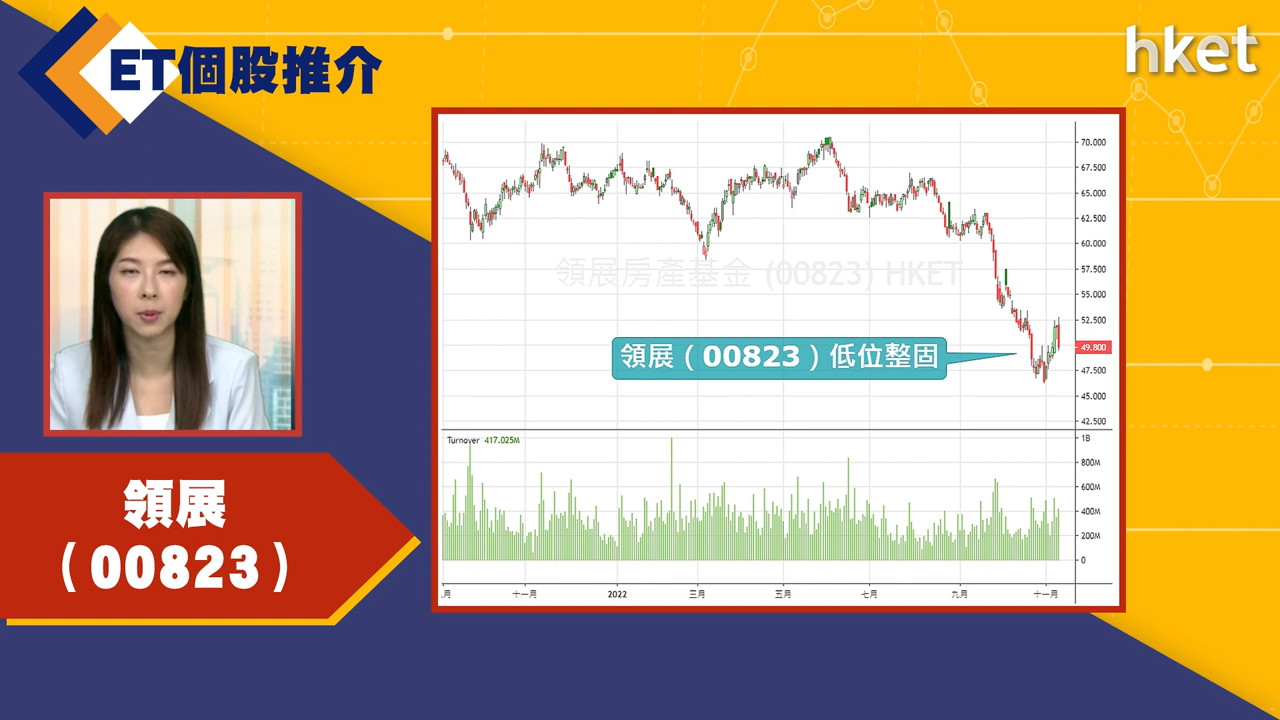 ET個股推介
hket
領展
（00823）
領展房產基金 (00823) HKET
領展（00823）低位整固
70.000
67.500
65.000
62.500
60.000
57.500
55.000
52.500
49.800
47.500
45.000
42.500
Turnover 417.025M
1B
800M
600M
400M
200M
0
月 十一月 2022 三月 五月 七月 九月 十一月